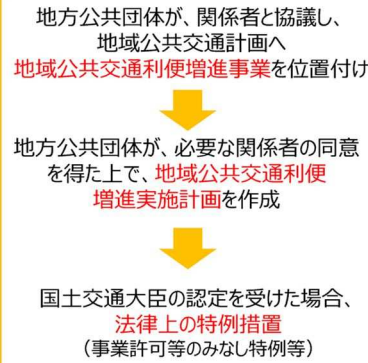 地方公共団体が、関係者と協議し、
地域公共交通計画へ
地域公共交通利便増進事業を位置付け
地方公共団体が、必要な関係者の同意
を得た上で、地域公共交通利便
増進実施計画を作成
国土交通大臣の認定を受けた場合、
法律上の特例措置
（事業許可等のみなし特例等）